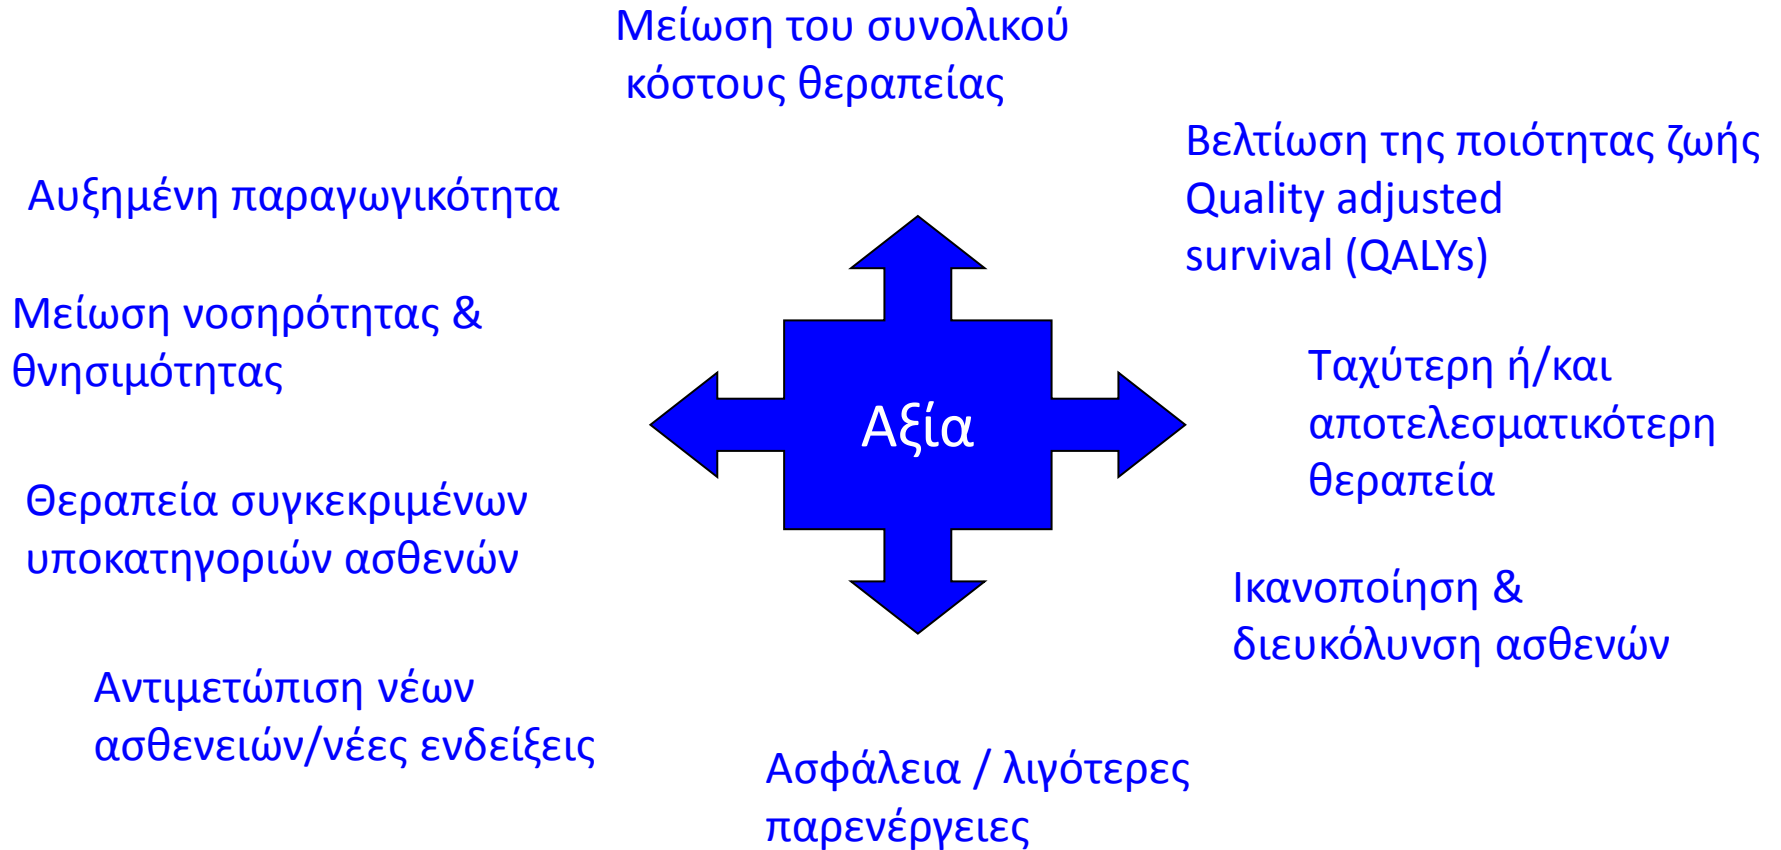 Μείωση του συνολικού
κόστους θεραπείας
Βελτίωση της ποιότητας ζωής
Quality adjusted
survival (QALYs)
Αυξημένη παραγωγικότητα
Μείωση νοσηρότητας &
θνησιμότητας
Ταχύτερη ή/και
αποτελεσματικότερη
θεραπεία
Αξία
Θεραπεία συγκεκριμένων
υποκατηγοριών ασθενών
Ικανοποίηση &
διευκόλυνση ασθενών
Αντιμετώπιση νέων
ασθενειών/νέες ενδείξεις
Ασφάλεια / λιγότερες
παρενέργειες